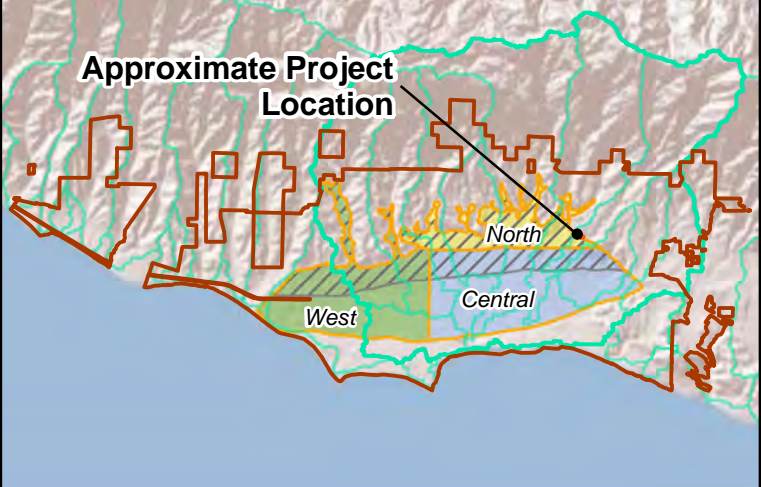 Approximate Project
Location
North
Central
West